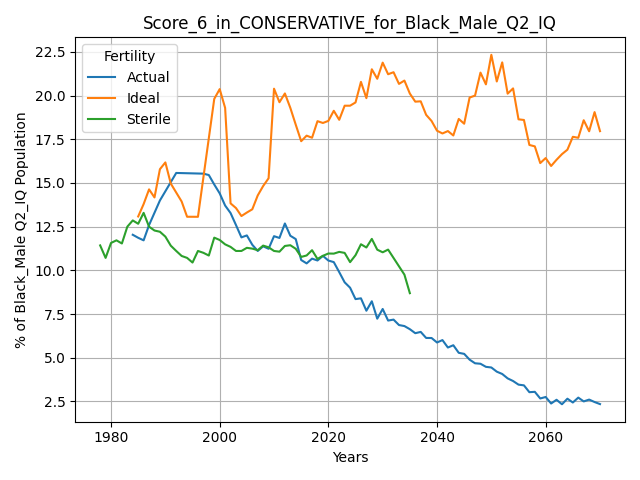 Score_6_in_CONSERVATIVE_for_Black_Male_Q2_IQ
Fertility
Actual
Ideal
Sterile
% of Black_Male Q2_IQ Population
22.5
20.0
17.5
15.0
12.5
10.0
7.5
5.0
2.5
1980 2000 2020 2040 2060
Years